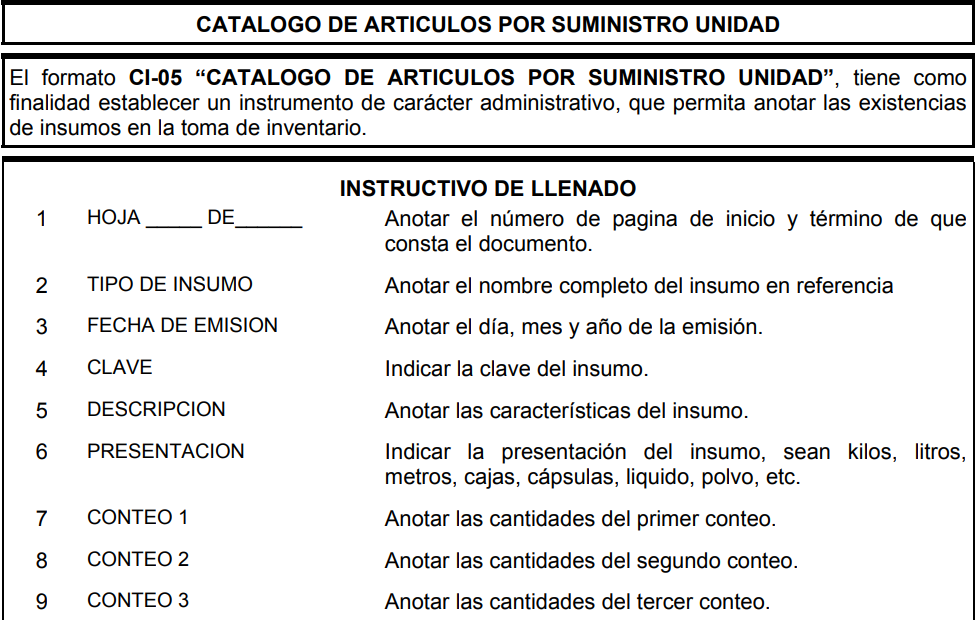 CATALOGO DE ARTICULOS POR SUMINISTRO UNIDAD
El formato CI-05 “CATALOGO DE ARTICULOS POR SUMINISTRO UNIDAD”, tiene como
finalidad establecer un instrumento de carácter administrativo, que permita anotar las existencias
de insumos en la toma de inventario.
INSTRUCTIVO DE LLENADO
1 HOJA _____ DE______ Anotar el número de pagina de inicio y término de que
consta el documento.
2 TIPO DE INSUMO Anotar el nombre completo del insumo en referencia
3 FECHA DE EMISION Anotar el día, mes y año de la emisión.
4 CLAVE Indicar la clave del insumo.
5 DESCRIPCION Anotar las características del insumo.
6 PRESENTACION Indicar la presentación del insumo, sean kilos, litros,
metros, cajas, cápsulas, liquido, polvo, etc.
7 CONTEO 1 Anotar las cantidades del primer conteo.
8 CONTEO 2 Anotar las cantidades del segundo conteo.
9 CONTEO 3 Anotar las cantidades del tercer conteo.